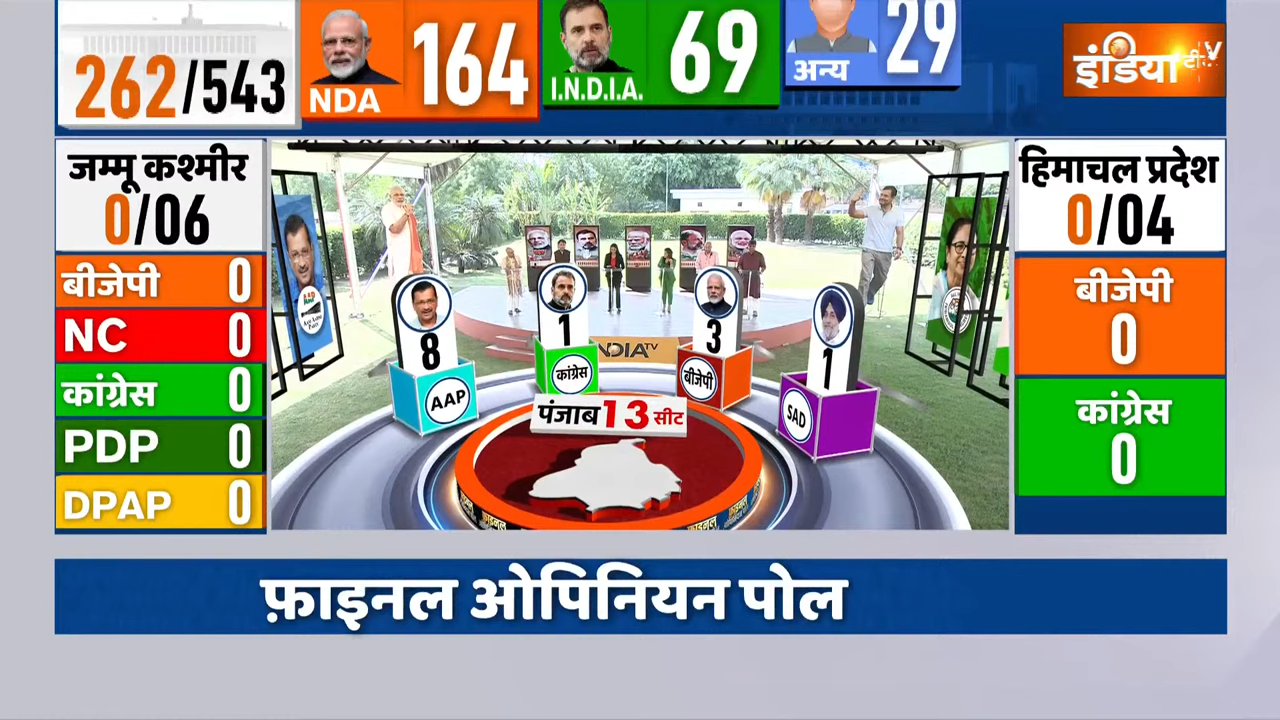 262/543
NDA
164
I.N.D.I.A.
69
अन्य
29
इंडिया टीवी
जम्मू कश्मीर
0/06
बीजेपी 0
NC 0
कांग्रेस 0
PDP 0
DPAP 0
8
AAP
1
कांग्रेस
INDIA TV
3
बीजेपी
1
SAD
पंजाब 13 सीट
हिमाचल प्रदेश
0/04
बीजेपी
0
कांग्रेस
0
फ़ाइनल ओपिनियन पोल